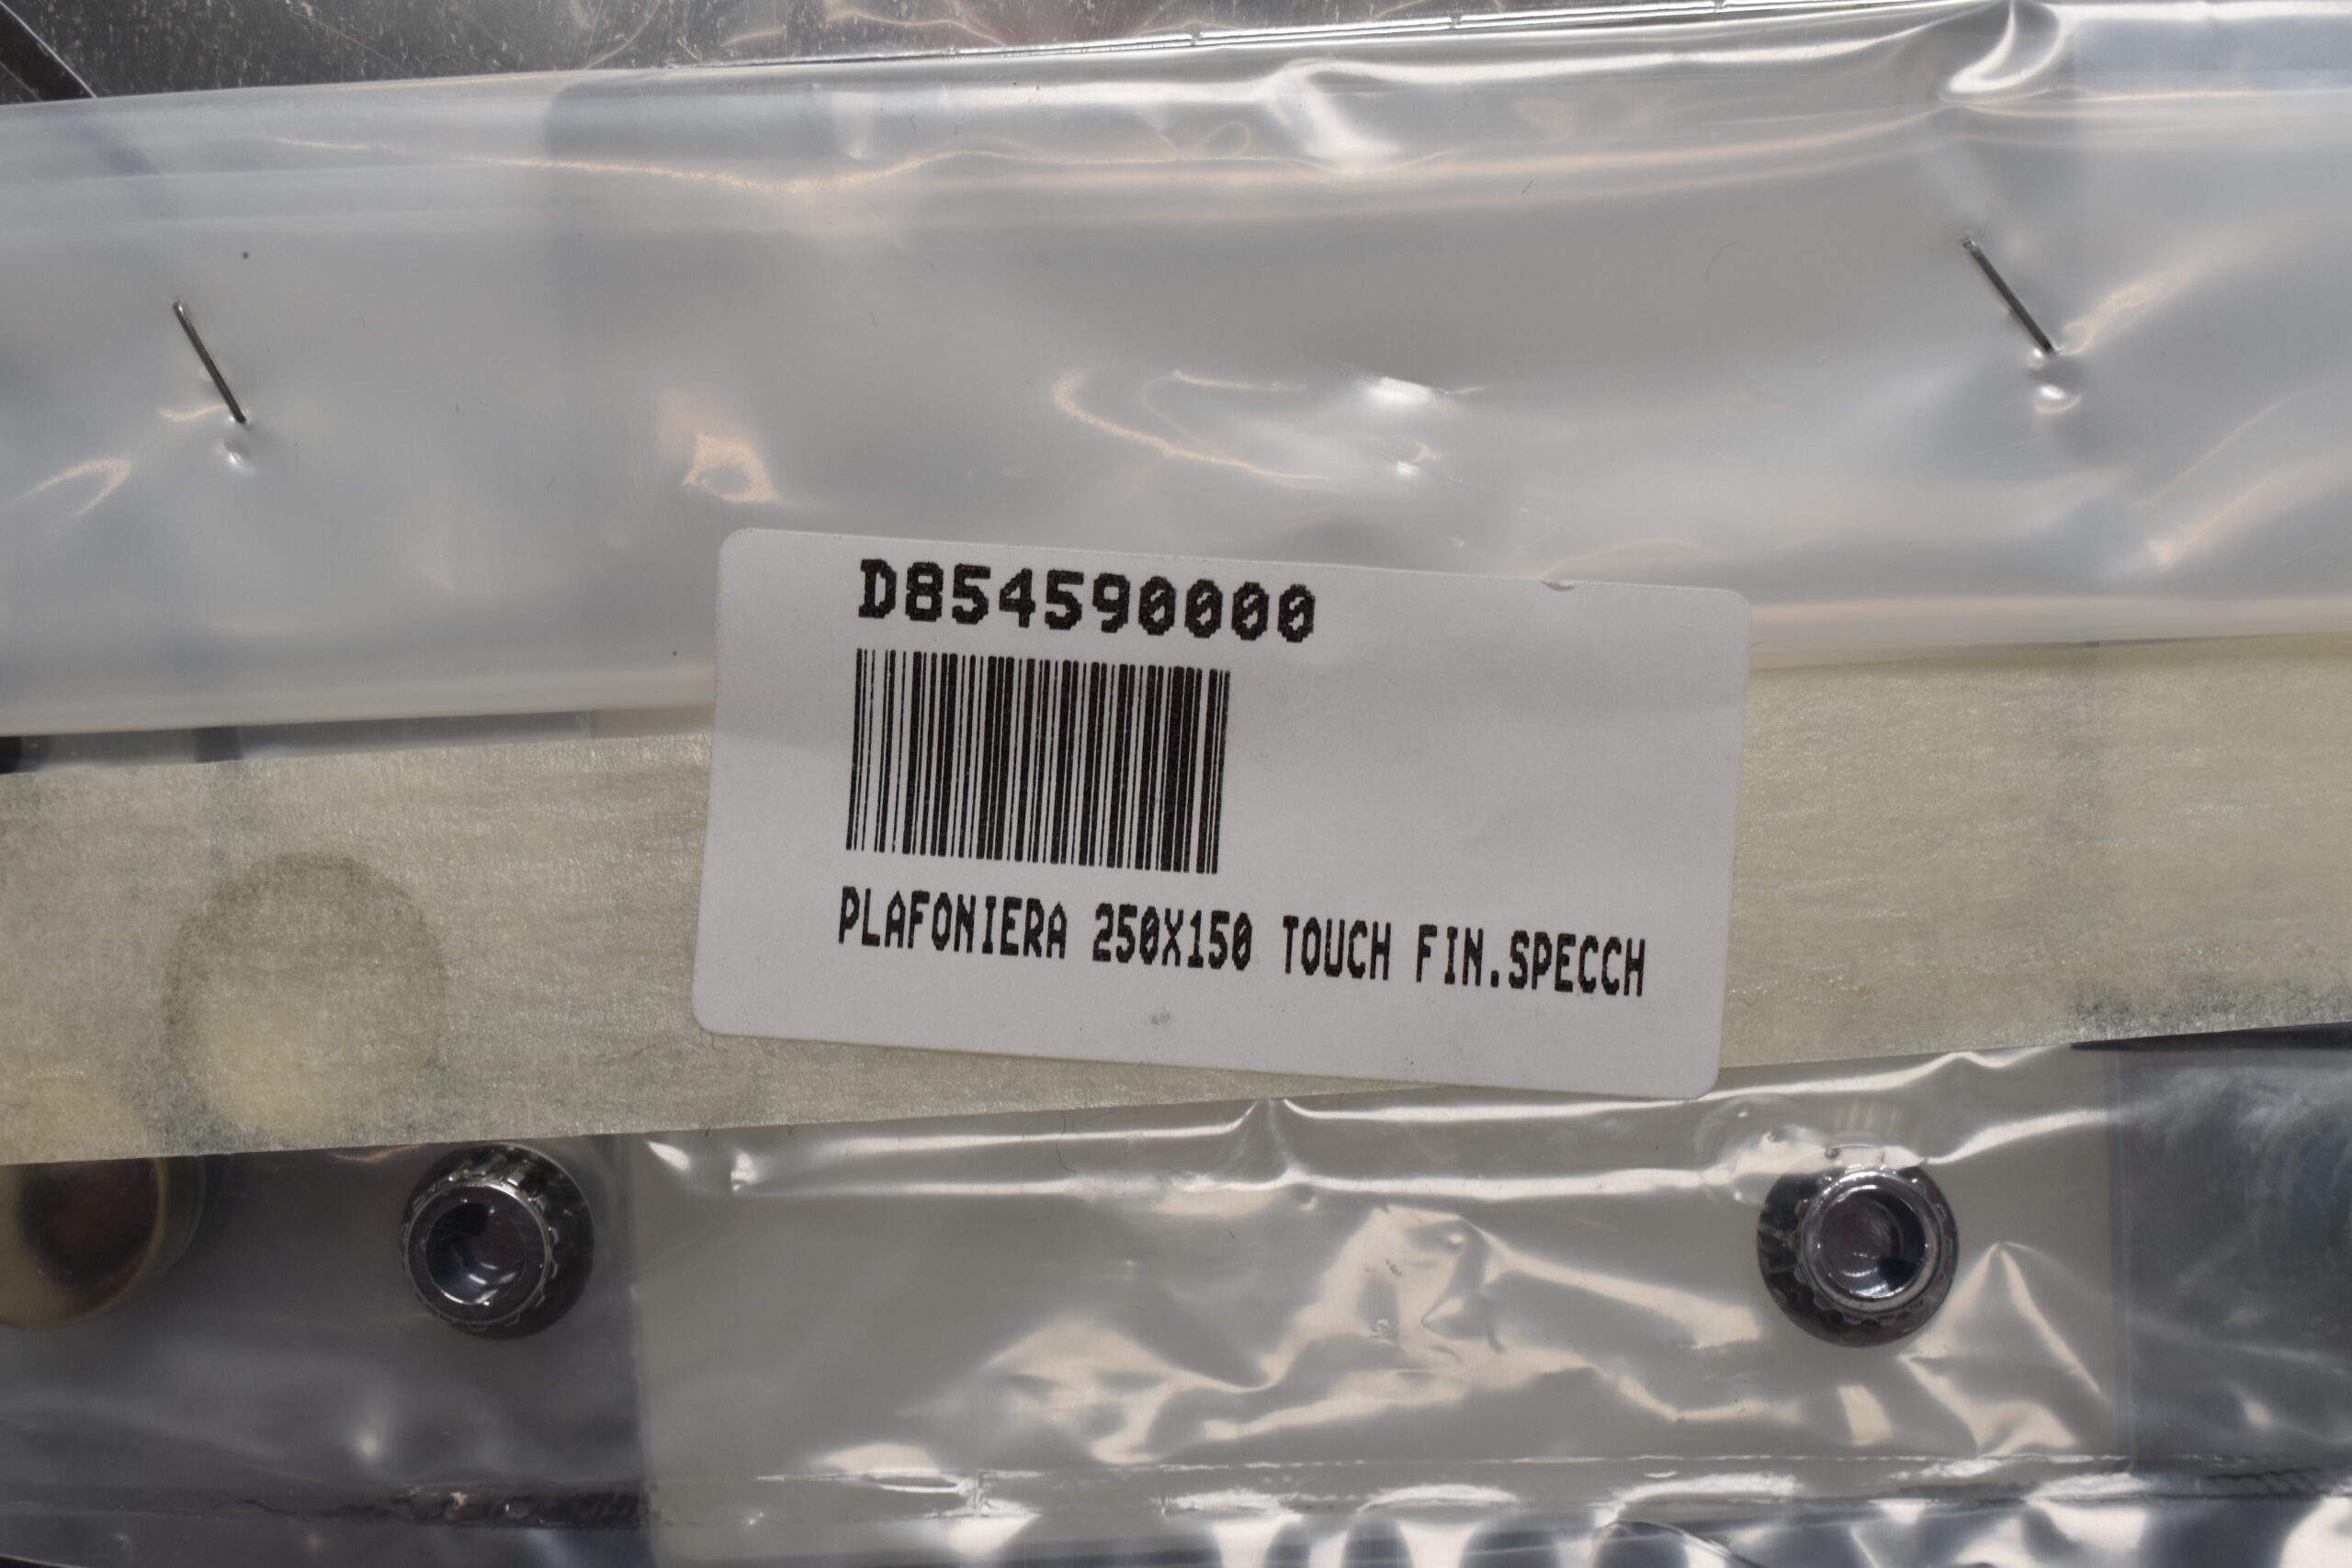 D854590000
PLAFONIERA 250X150 TOUCH FIN.SPECCH